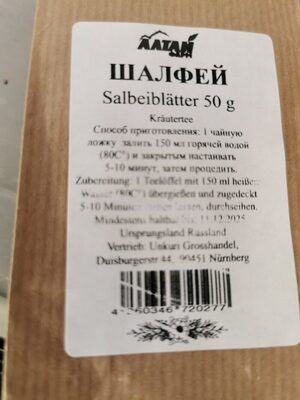 АЛТАЙ
ШАЛФЕЙ
Salbeiblätter 50 g
Kräutertee
Способ приготовления: 1 чайную
ложку залить 150 мл горячей водой
(80С°) и закрытым настаивать
5-10 минут, затем процедить.
Zubereitung: 1 Teelöffel mit 150 ml heißem
Wasser (80C°) übergießen und zugedeckt
5-10 Minuten ziehen lassen, durchseihen.
Mindestens haltbar bis: 11.12.2025
Ursprungsland Russland
Vertrieb: Unkuri Grosshandel,
Duisburgerstr 44, 90451 Nürnberg
4 260346 720277